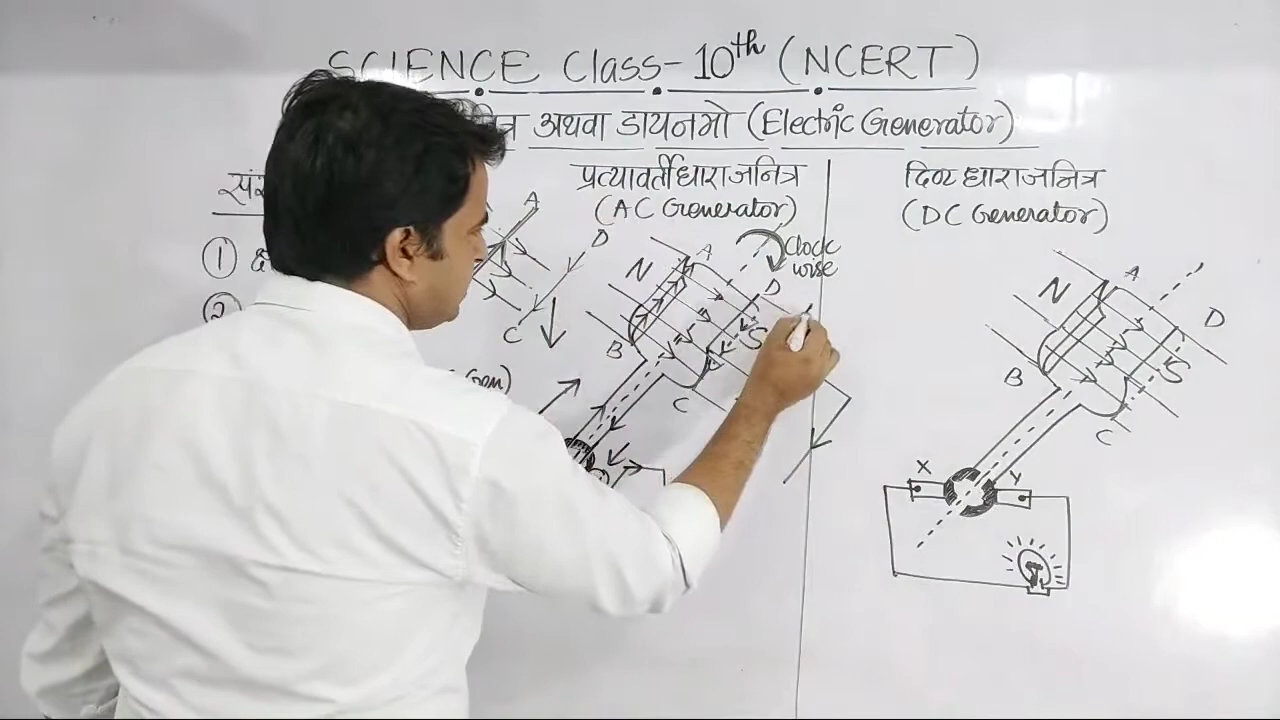 SCIENCE Class-10th (NCERT)
अथवा डायनमो (Electric Generator)
प्रत्यावर्ती धारा जनित्र
(AC Generator)
दिष्ट धारा जनित्र
(DC Generator)
1
2
A
D
C
Gen)
A
N
Clock
wise
D
B
S
C
A
N
D
B
S
C
X
Y